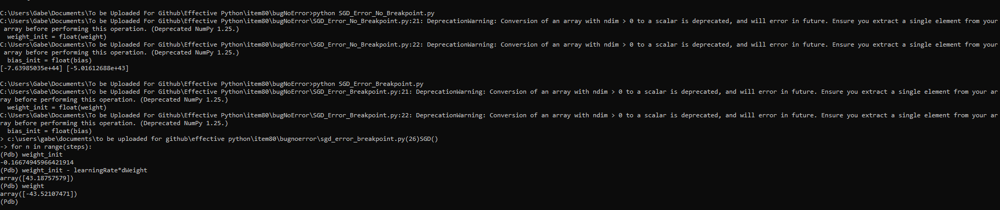 C:\Users\Gabe\Documents\To be Uploaded For Github\Effective Python\item80\bugNoError>python SGD_Error_No_Breakpoint.py
C:\Users\Gabe\Documents\To be Uploaded For Github\Effective Python\item80\bugNoError\SGD_Error_No_Breakpoint.py:21: DeprecationWarning: Conversion of an array with ndim > 0 to a scalar is deprecated, and will error in future. Ensure you extract a single element from your
 array before performing this operation. (Deprecated NumPy 1.25.)
  weight_init = float(weight)
C:\Users\Gabe\Documents\To be Uploaded For Github\Effective Python\item80\bugNoError\SGD_Error_No_Breakpoint.py:22: DeprecationWarning: Conversion of an array with ndim > 0 to a scalar is deprecated, and will error in future. Ensure you extract a single element from your
 array before performing this operation. (Deprecated NumPy 1.25.)
  bias_init = float(bias)
[-7.63985035e+44] [-5.01612688e+43]
C:\Users\Gabe\Documents\To be Uploaded For Github\Effective Python\item80\bugNoError>python SGD_Error_Breakpoint.py
C:\Users\Gabe\Documents\To be Uploaded For Github\Effective Python\item80\bugNoError\SGD_Error_Breakpoint.py:21: DeprecationWarning: Conversion of an array with ndim > 0 to a scalar is deprecated, and will error in future. Ensure you extract a single element from your ar
ray before performing this operation. (Deprecated NumPy 1.25.)
  weight_init = float(weight)
C:\Users\Gabe\Documents\To be Uploaded For Github\Effective Python\item80\bugNoError\SGD_Error_Breakpoint.py:22: DeprecationWarning: Conversion of an array with ndim > 0 to a scalar is deprecated, and will error in future. Ensure you extract a single element from your ar
ray before performing this operation. (Deprecated NumPy 1.25.)
  bias_init = float(bias)
> c:\users\gabe\documents\to be uploaded for github\effective python\item80\bugnoerror\sgd_error_breakpoint.py(26)SGD()
-> for n in range(steps):
(Pdb) weight_init
-0.16674945966421914
(Pdb) weight_init - learningRate*dWeight
array([43.18757579])
(Pdb) weight
array([-43.52107471])
(Pdb)